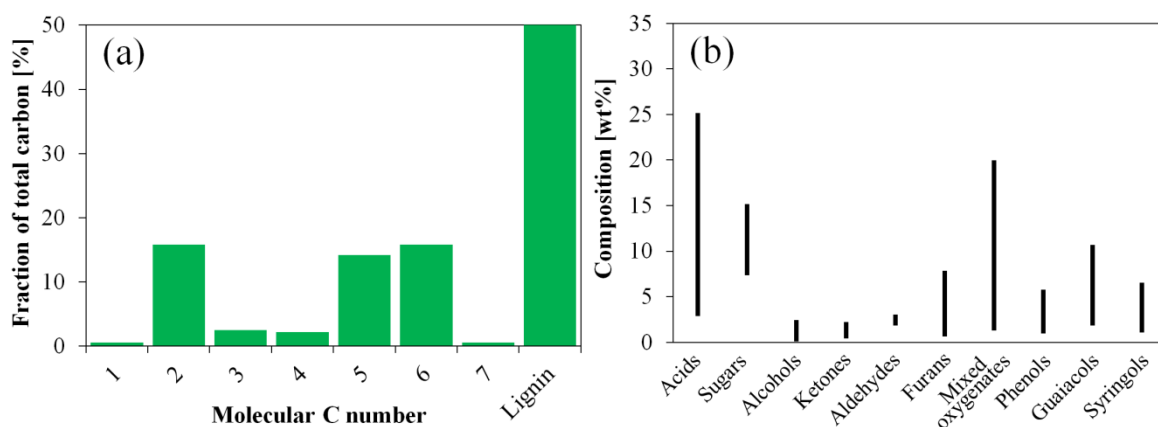 (a)
Fraction of total carbon [%]
50
40
30
20
10
0
1
2
3
4
5
6
7
Lignin
Molecular C number
(b)
Composition [wt%]
35
30
25
20
15
10
5
0
Acids
Sugars
Alcohols
Ketones
Aldehydes
Furans
Mixed
oxygenates
Phenols
Guaiacols
Syringols